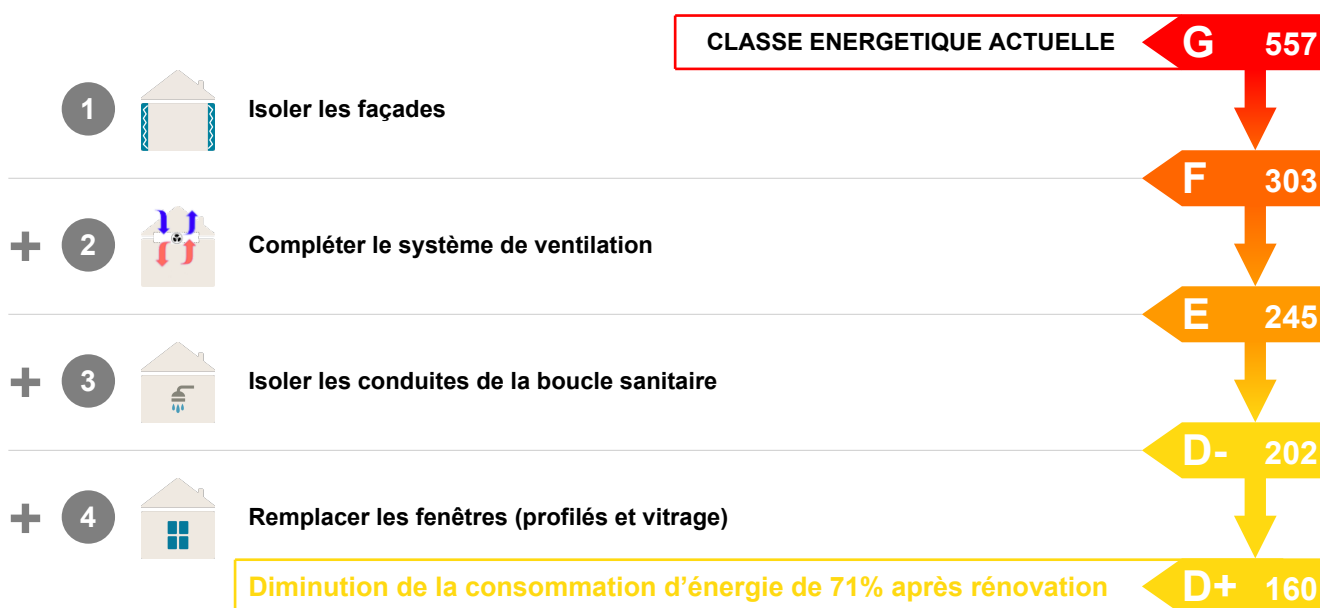 CLASSE ENERGETIQUE ACTUELLE G 557
1 Isoler les façades
F 303
+ 2 Compléter le système de ventilation
E 245
+ 3 Isoler les conduites de la boucle sanitaire
D- 202
+ 4 Remplacer les fenêtres (profilés et vitrage)
Diminution de la consommation d’énergie de 71% après rénovation D+ 160